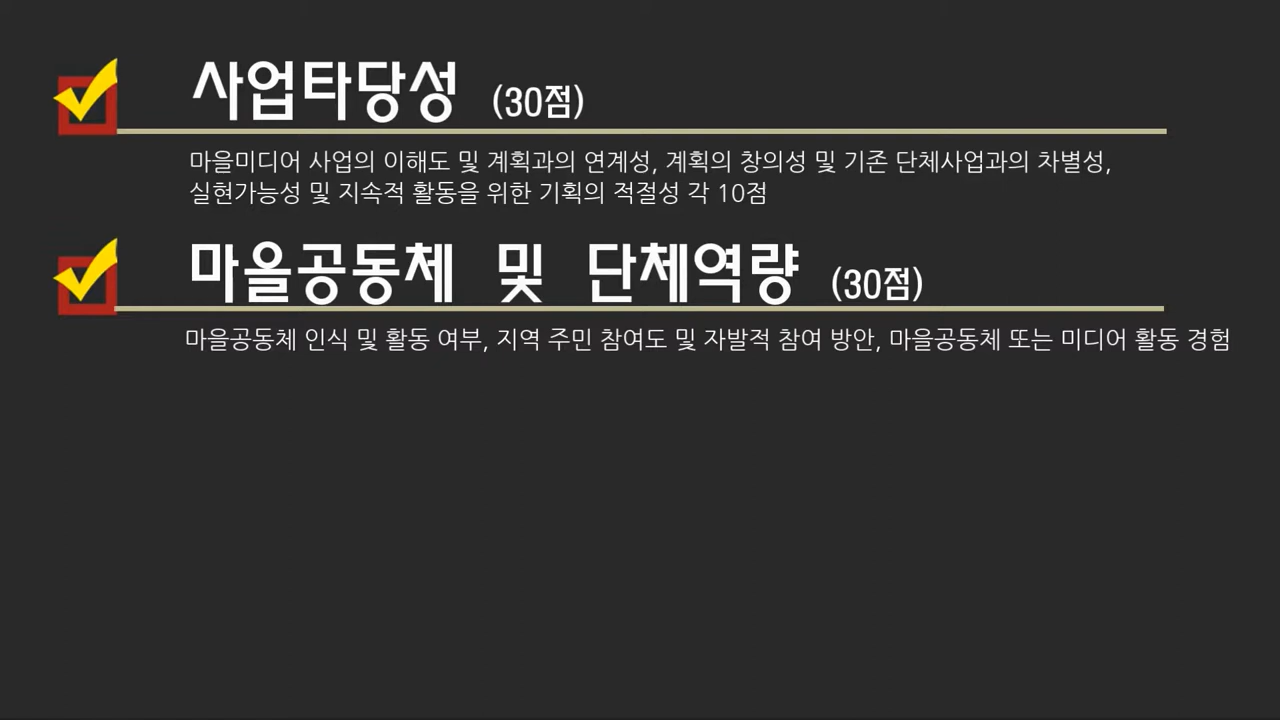 사업타당성 (30점)
마을미디어 사업의 이해도 및 계획과의 연계성, 계획의 창의성 및 기존 단체사업과의 차별성,
실현가능성 및 지속적 활동을 위한 기획의 적절성 각 10점
마을공동체 및 단체역량 (30점)
마을공동체 인식 및 활동 여부, 지역 주민 참여도 및 자발적 참여 방안, 마을공동체 또는 미디어 활동 경험